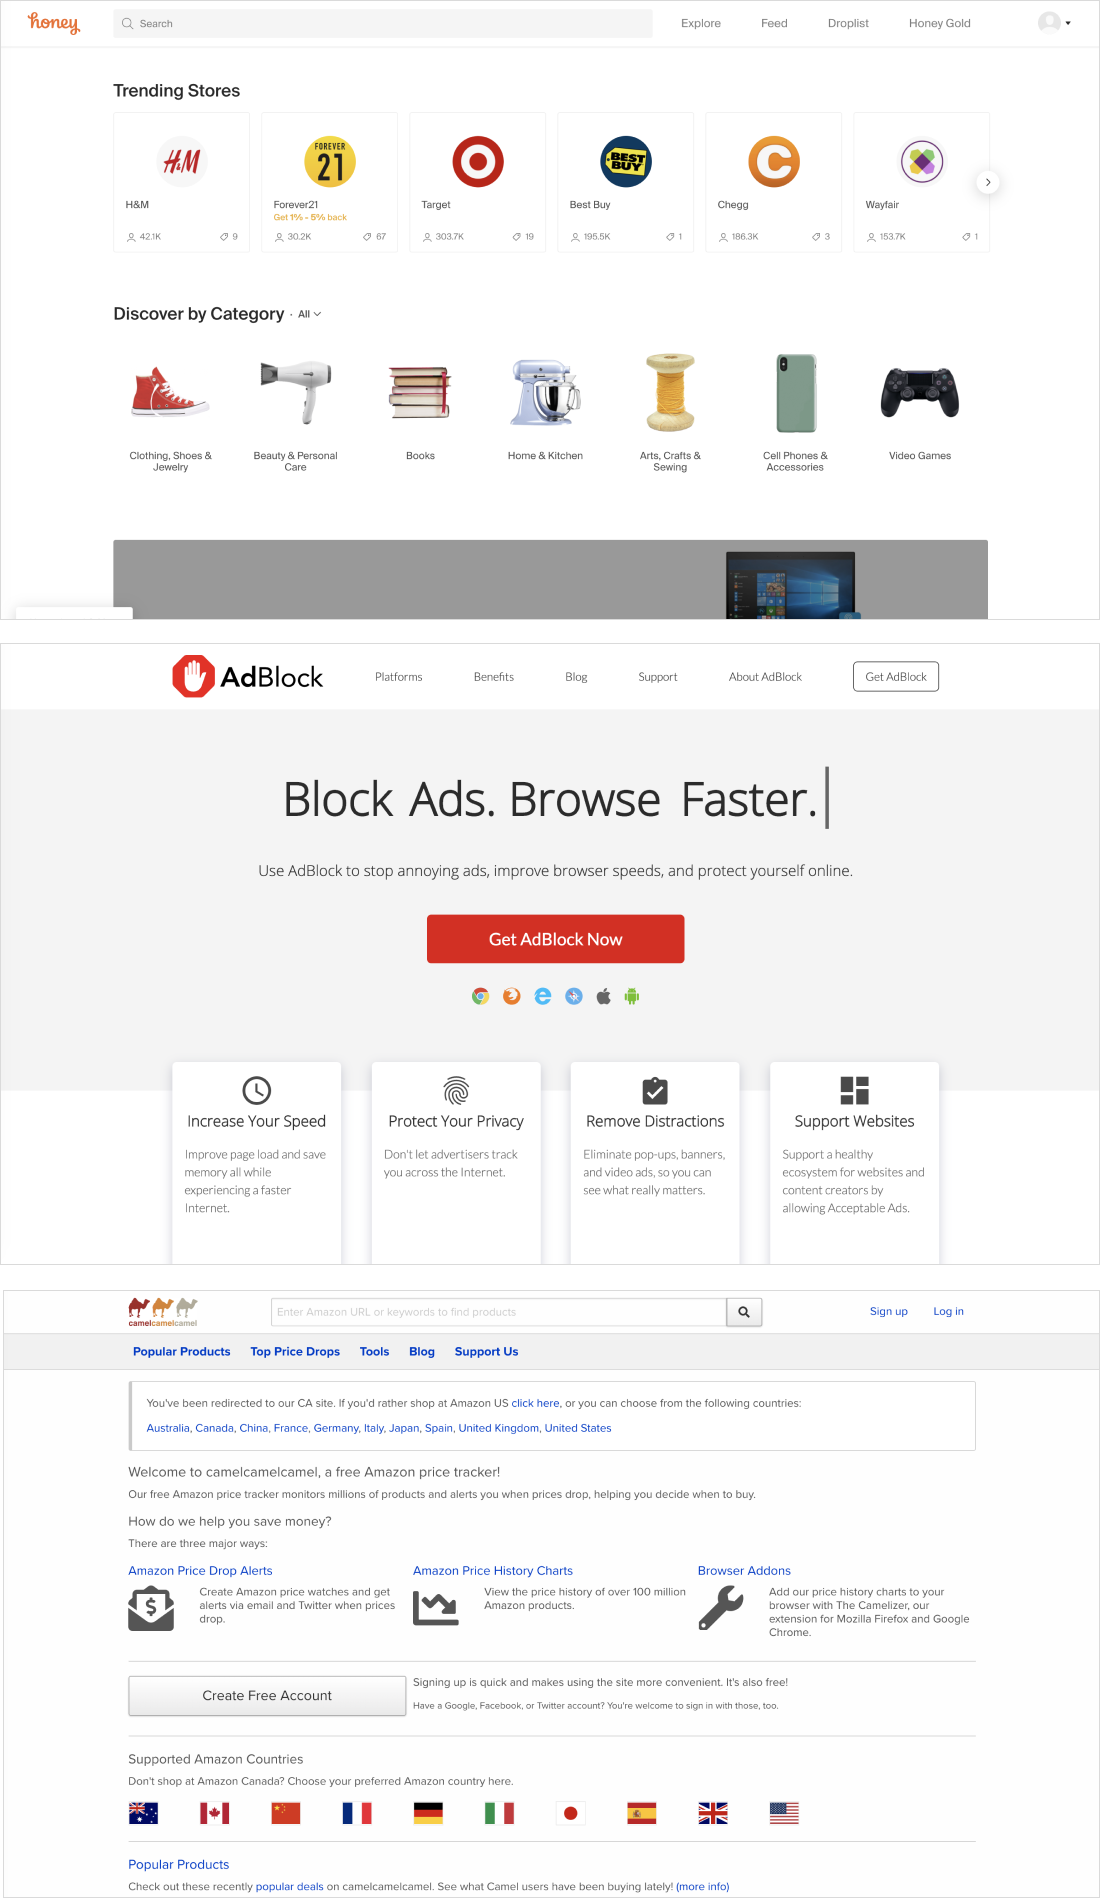 honey
Search
Explore
Feed
Droplist
Honey Gold
Trending Stores
H&M
FOREVER
21
BEST
BUY
C
H&M
Forever21
Target
Best Buy
Chegg
Wayfair
Get 1% - 5% back
42.1K
9
30.2K
67
303.7K
19
195.5K
1
186.3K
3
153.7K
1
Discover by Category · All
Clothing, Shoes &
Jewelry
Beauty & Personal
Care
Books
Home & Kitchen
Arts, Crafts &
Sewing
Cell Phones &
Accessories
Video Games
AdBlock
Platforms
Benefits
Blog
Support
About AdBlock
Get AdBlock
Block Ads. Browse Faster.
Use AdBlock to stop annoying ads, improve browser speeds, and protect yourself online.
Get AdBlock Now
Increase Your Speed
Improve page load and save
memory all while
experiencing a faster
Internet.
Protect Your Privacy
Don't let advertisers track
you across the Internet.
Remove Distractions
Eliminate pop-ups, banners,
and video ads, so you can
see what really matters.
Support Websites
Support a healthy
ecosystem for websites and
content creators by
allowing Acceptable Ads.
camelcamelcamel
Enter Amazon URL or keywords to find products
Sign up
Log in
Popular Products
Top Price Drops
Tools
Blog
Support Us
You've been redirected to our CA site. If you'd rather shop at Amazon US click here, or you can choose from the following countries:
Australia, Canada, China, France, Germany, Italy, Japan, Spain, United Kingdom, United States
Welcome to camelcamelcamel, a free Amazon price tracker!
Our free Amazon price tracker monitors millions of products and alerts you when prices drop, helping you decide when to buy.
How do we help you save money?
There are three major ways:
Amazon Price Drop Alerts
Create Amazon price watches and get
alerts via email and Twitter when prices
drop.
Amazon Price History Charts
View the price history of over 100 million
Amazon products.
Browser Addons
Add our price history charts to your
browser with The Camelizer, our
extension for Mozilla Firefox and Google
Chrome.
Create Free Account
Signing up is quick and makes using the site more convenient. It's also free!
Have a Google, Facebook, or Twitter account? You're welcome to sign in with those, too.
Supported Amazon Countries
Don't shop at Amazon Canada? Choose your preferred Amazon country here.
Popular Products
Check out these recently popular deals on camelcamelcamel. See what Camel users have been buying lately! (more info)